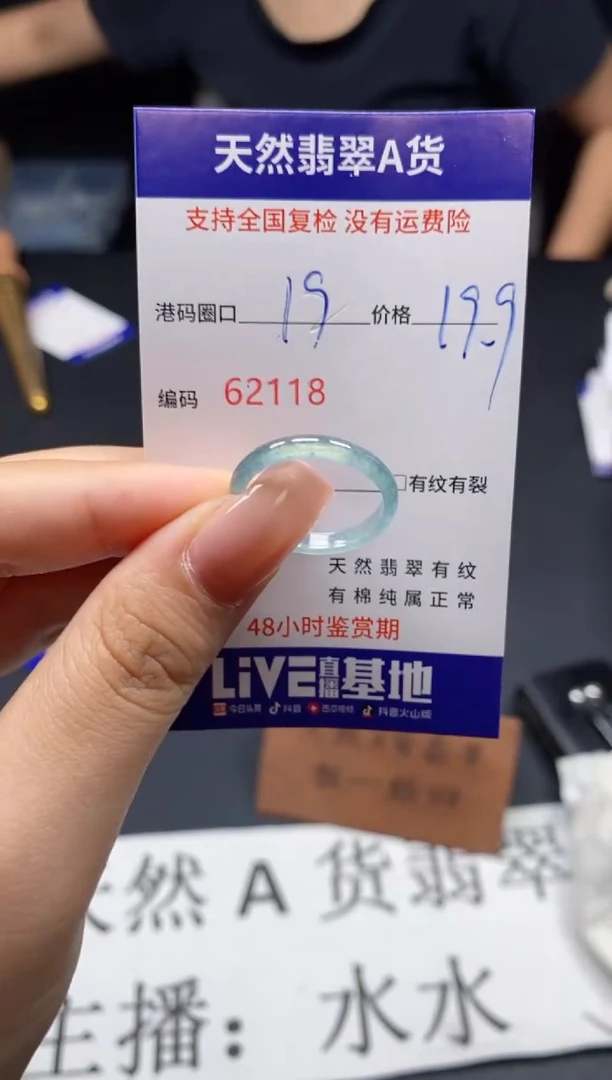 天然翡翠A货
支持全国复检 没有运费险
港码圈口 19 价格 19.9
编码 62118
有纹有裂
天然翡翠有纹
有棉纯属正常
48小时鉴赏期
LiVE直播基地
今日头条 抖音 西瓜视频 抖音火山版
天然A货翡翠
主播：水水